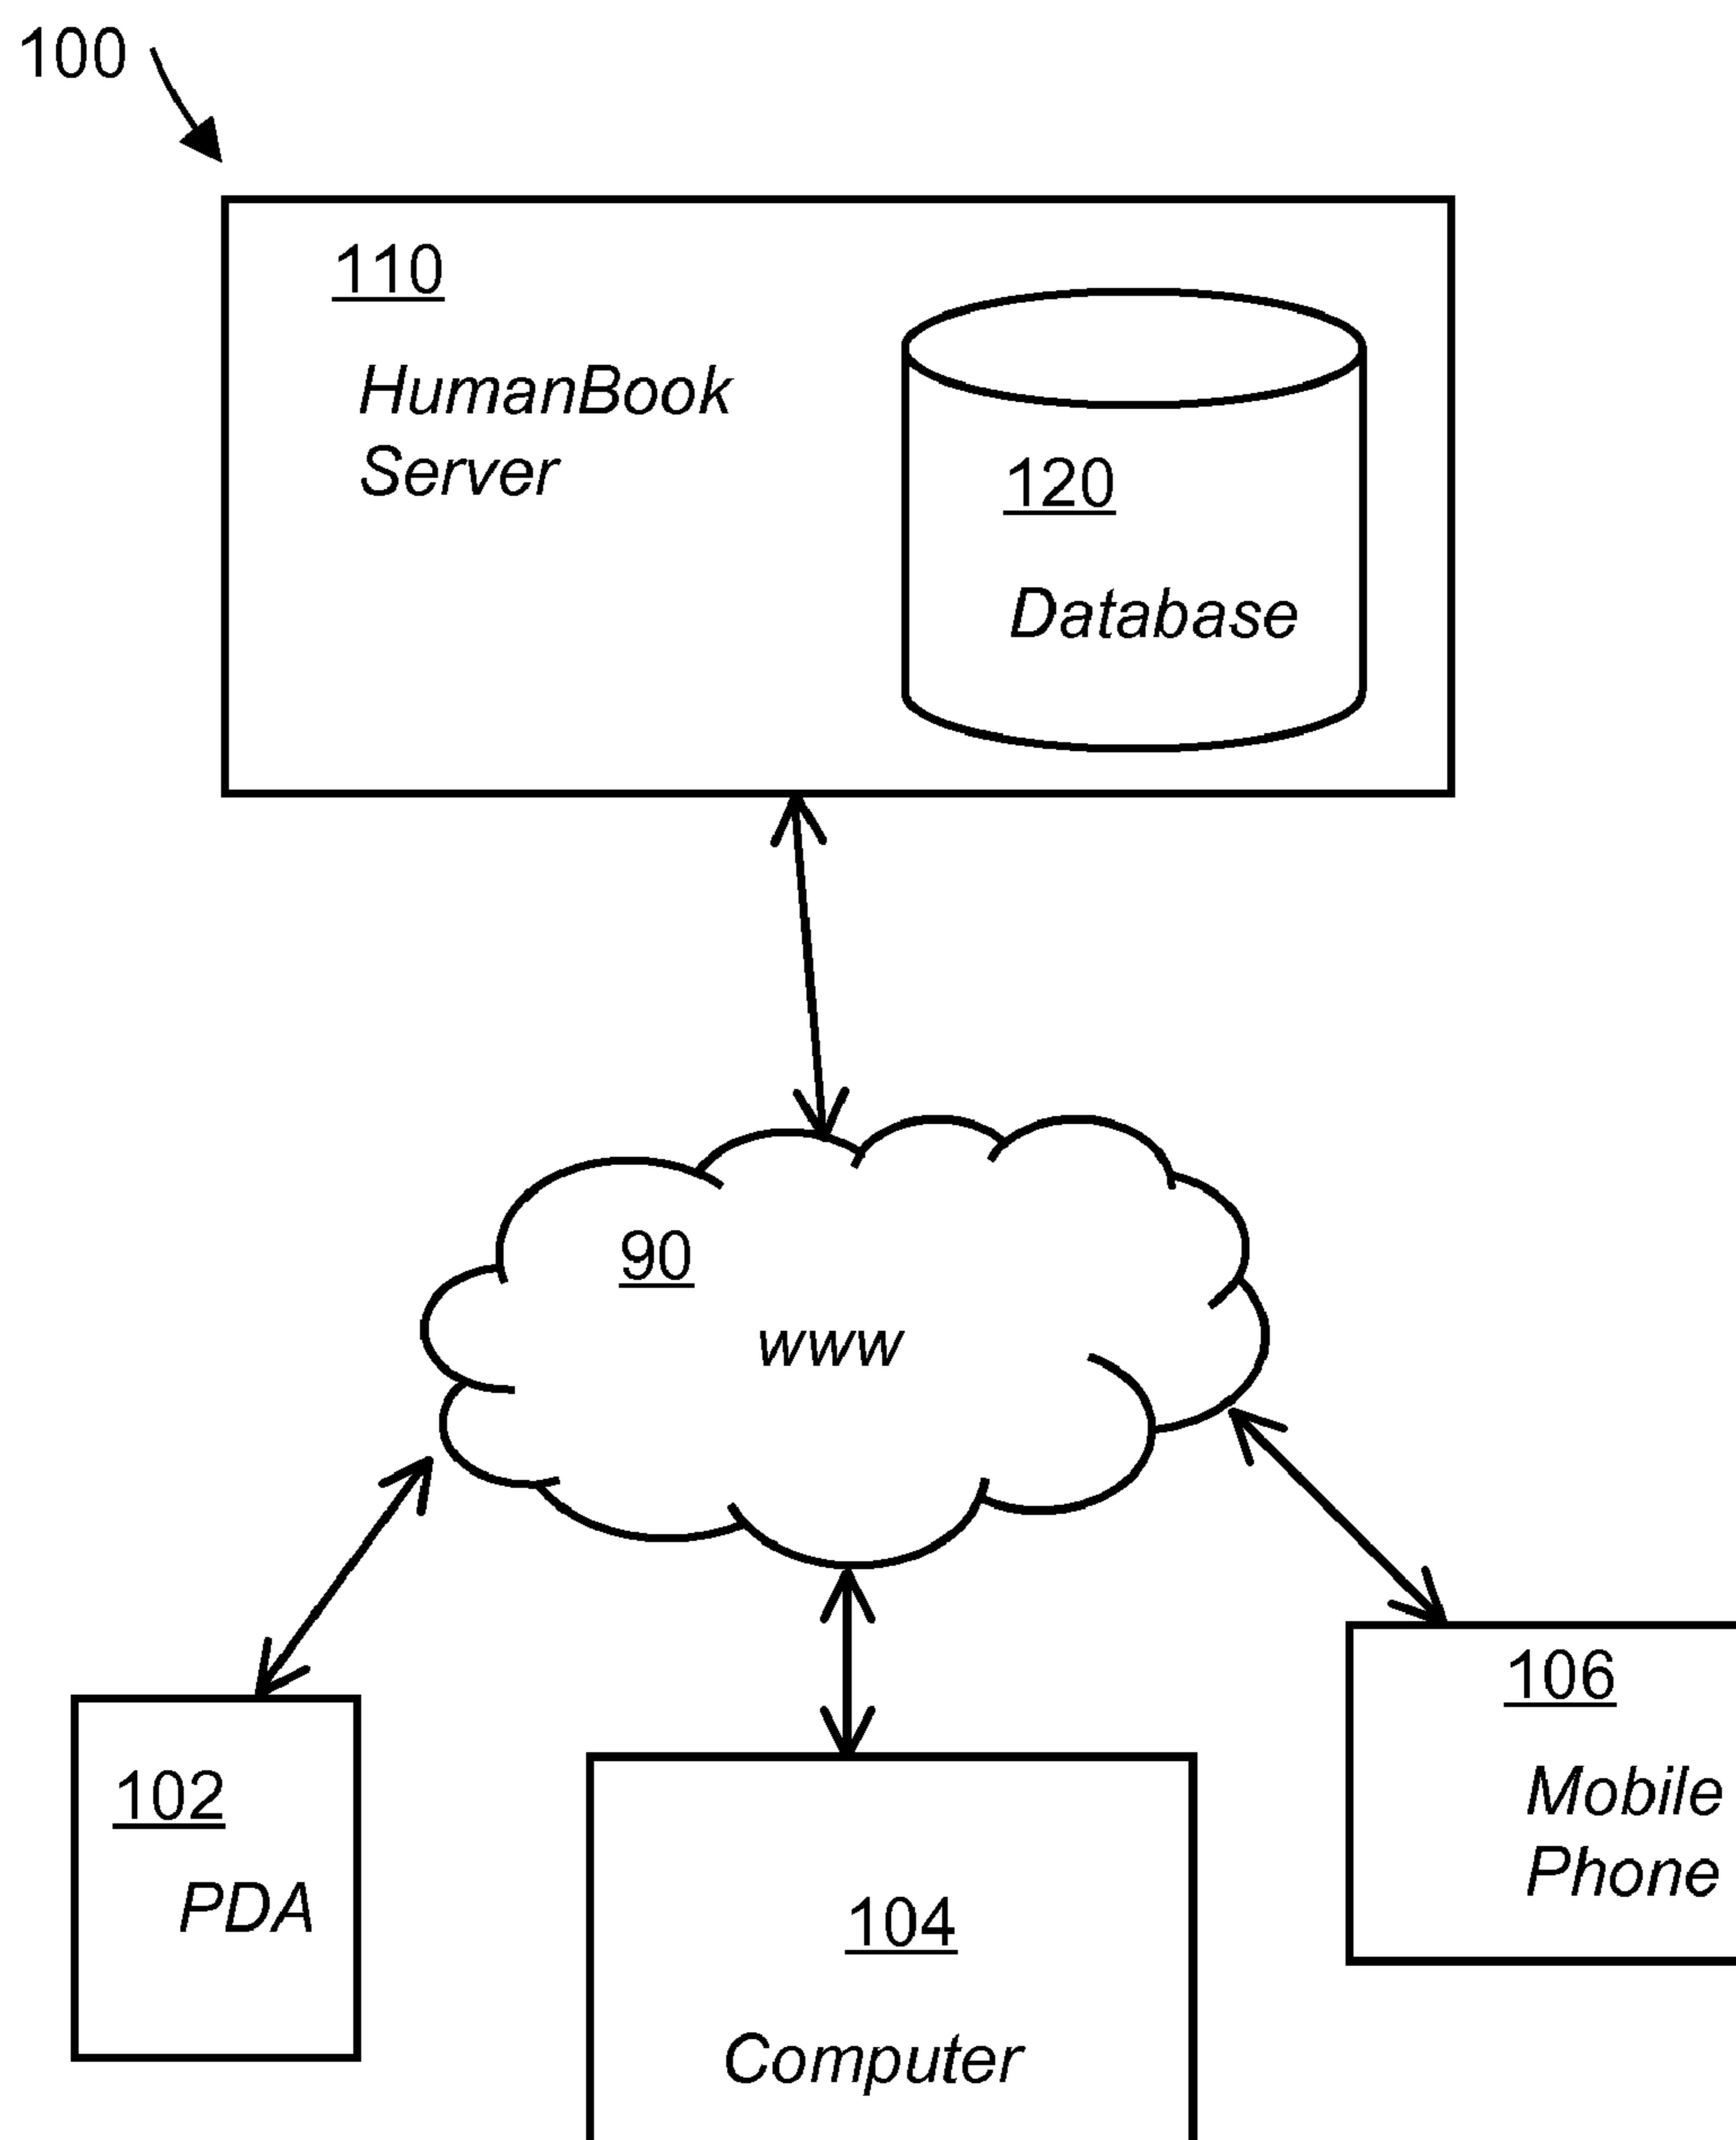 100
110
HumanBook
Server
120
Database
90
www
106
Mobile
Phone
102
PDA
104
Computer